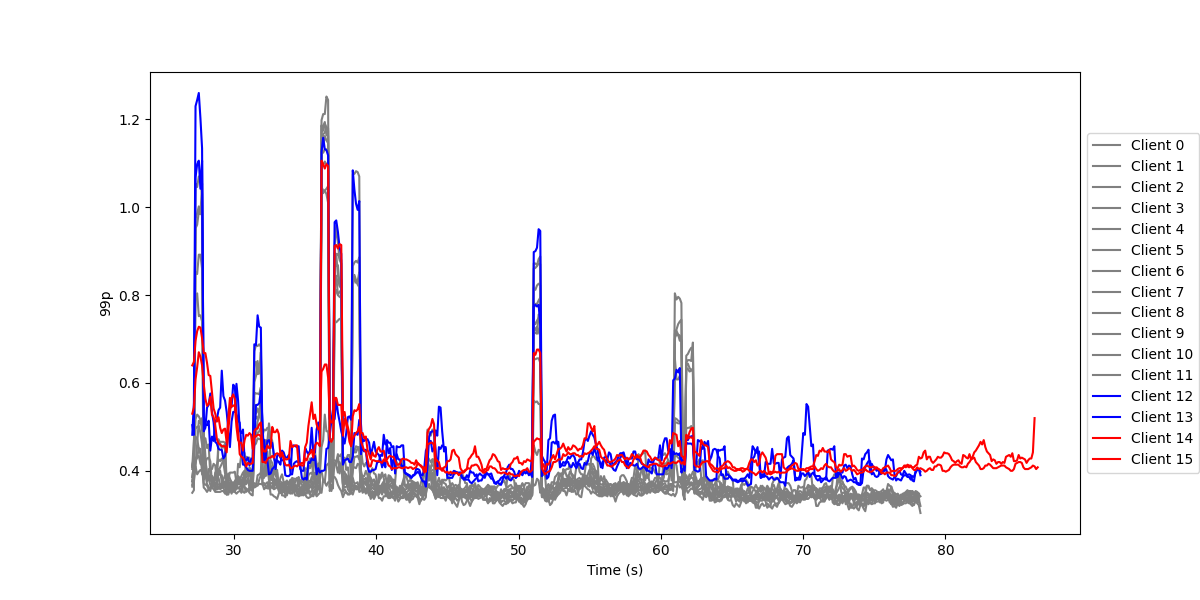 1.2
1.0
0.8
0.6
0.4
99p
30 40 50 60 70 80
Time (s)
Client 0
Client 1
Client 2
Client 3
Client 4
Client 5
Client 6
Client 7
Client 8
Client 9
Client 10
Client 11
Client 12
Client 13
Client 14
Client 15